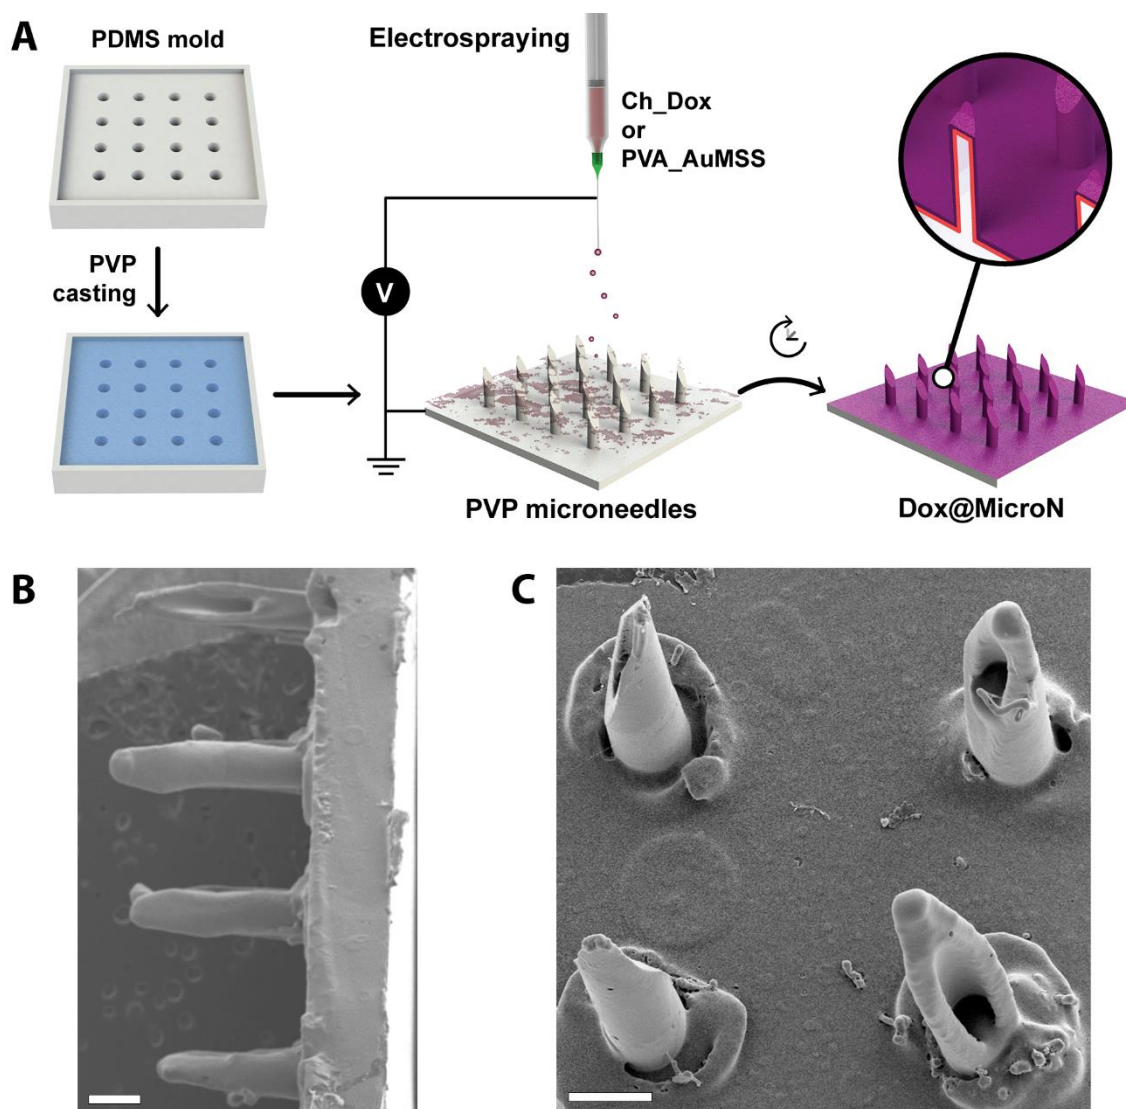 A
PDMS mold
Electrospraying
Ch_Dox
or
PVA_AuMSS
PVP
casting
V
PVP microneedles
Dox@MicroN
B
C